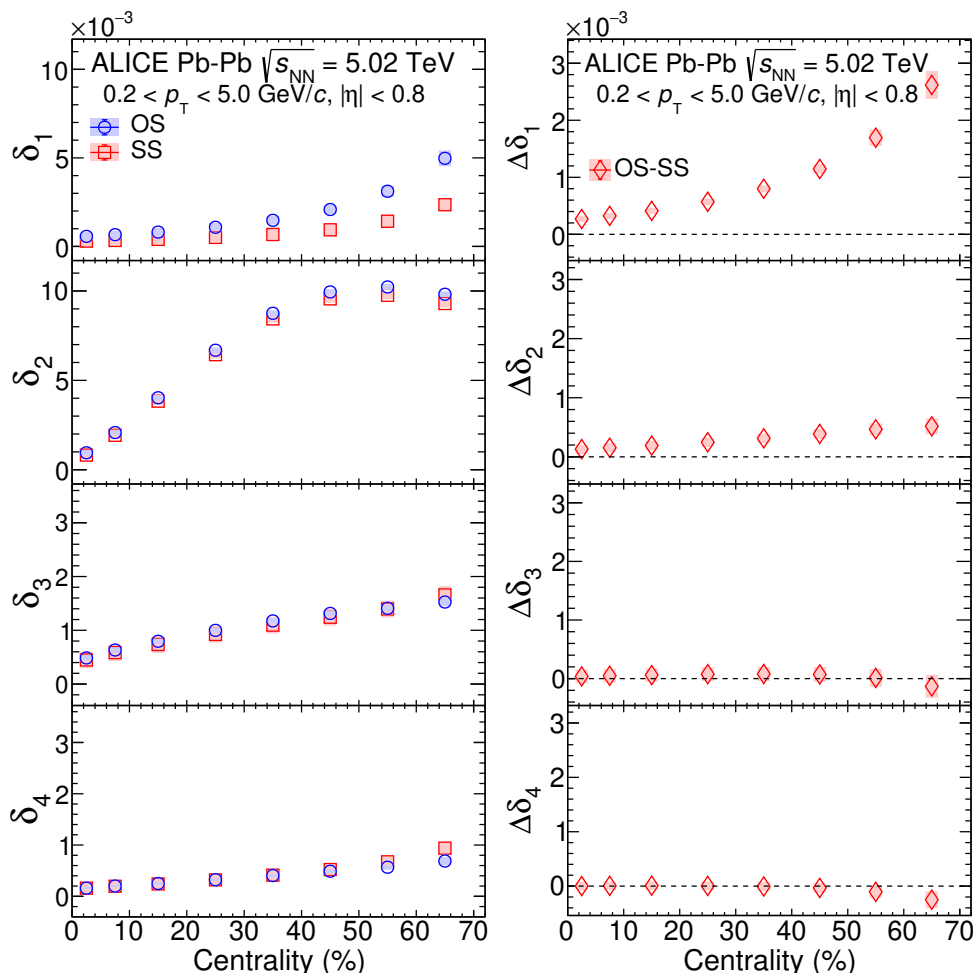 ×10⁻³
ALICE Pb-Pb √s_NN = 5.02 TeV
0.2 < p_T < 5.0 GeV/c, |η| < 0.8
OS
SS
δ₁
10
5
0
δ₂
10
5
0
δ₃
3
2
1
0
δ₄
3
2
1
0
0 10 20 30 40 50 60 70
Centrality (%)
×10⁻³
ALICE Pb-Pb √s_NN = 5.02 TeV
0.2 < p_T < 5.0 GeV/c, |η| < 0.8
OS-SS
Δδ₁
3
2
1
0
Δδ₂
3
2
1
0
Δδ₃
3
2
1
0
Δδ₄
3
2
1
0
0 10 20 30 40 50 60 70
Centrality (%)